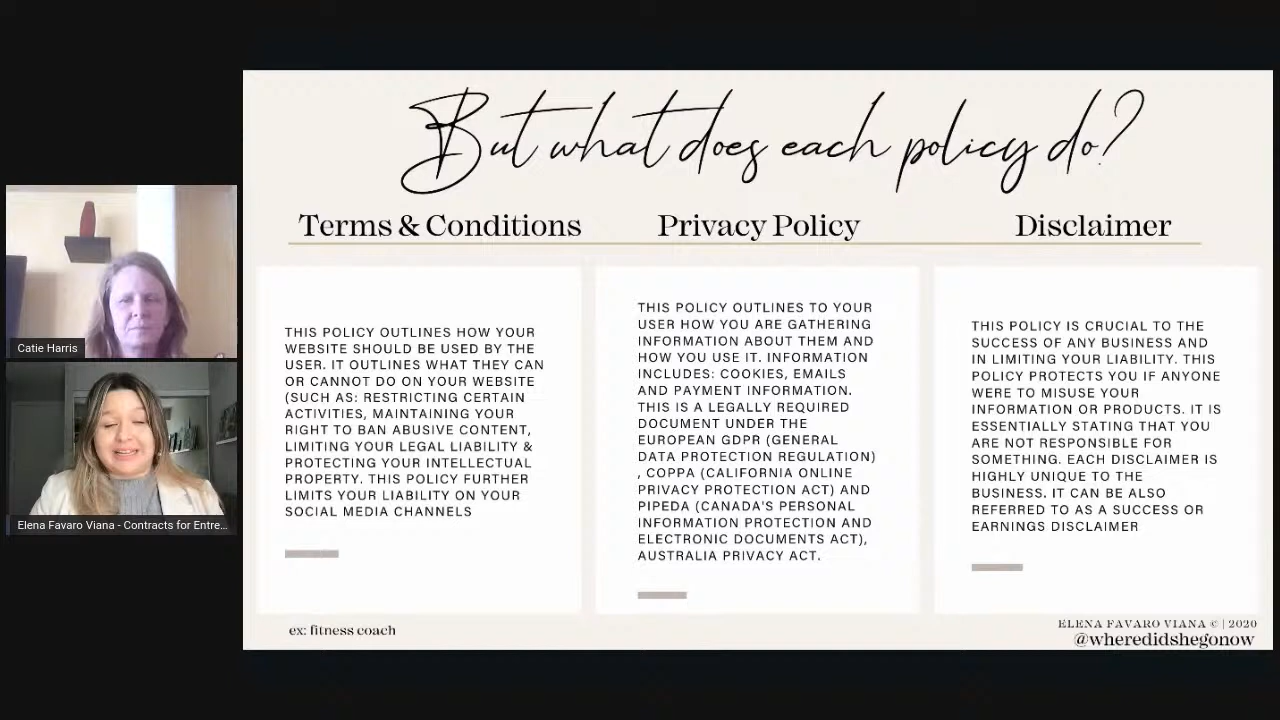 But what does each policy do?
Terms & Conditions
Privacy Policy
Disclaimer
THIS POLICY OUTLINES HOW YOUR
WEBSITE SHOULD BE USED BY THE
USER. IT OUTLINES WHAT THEY CAN
OR CANNOT DO ON YOUR WEBSITE
(SUCH AS: RESTRICTING CERTAIN
ACTIVITIES, MAINTAINING YOUR
RIGHT TO BAN ABUSIVE CONTENT,
LIMITING YOUR LEGAL LIABILITY &
PROTECTING YOUR INTELLECTUAL
PROPERTY. THIS POLICY FURTHER
LIMITS YOUR LIABILITY ON YOUR
SOCIAL MEDIA CHANNELS
THIS POLICY OUTLINES TO YOUR
USER HOW YOU ARE GATHERING
INFORMATION ABOUT THEM AND
HOW YOU USE IT. INFORMATION
INCLUDES: COOKIES, EMAILS
AND PAYMENT INFORMATION.
THIS IS A LEGALLY REQUIRED
DOCUMENT UNDER THE
EUROPEAN GDPR (GENERAL
DATA PROTECTION REGULATION)
, COPPA (CALIFORNIA ONLINE
PRIVACY PROTECTION ACT) AND
PIPEDA (CANADA'S PERSONAL
INFORMATION PROTECTION AND
ELECTRONIC DOCUMENTS ACT),
AUSTRALIA PRIVACY ACT.
THIS POLICY IS CRUCIAL TO THE
SUCCESS OF ANY BUSINESS AND
IN LIMITING YOUR LIABILITY. THIS
POLICY PROTECTS YOU IF ANYONE
WERE TO MISUSE YOUR
INFORMATION OR PRODUCTS. IT IS
ESSENTIALLY STATING THAT YOU
ARE NOT RESPONSIBLE FOR
SOMETHING. EACH DISCLAIMER IS
HIGHLY UNIQUE TO THE
BUSINESS. IT CAN BE ALSO
REFERRED TO AS A SUCCESS OR
EARNINGS DISCLAIMER
ex: fitness coach
ELENA FAVARO VIANA © | 2020
@wheredidshegonow
Catie Harris
Elena Favaro Viana - Contracts for Entre...